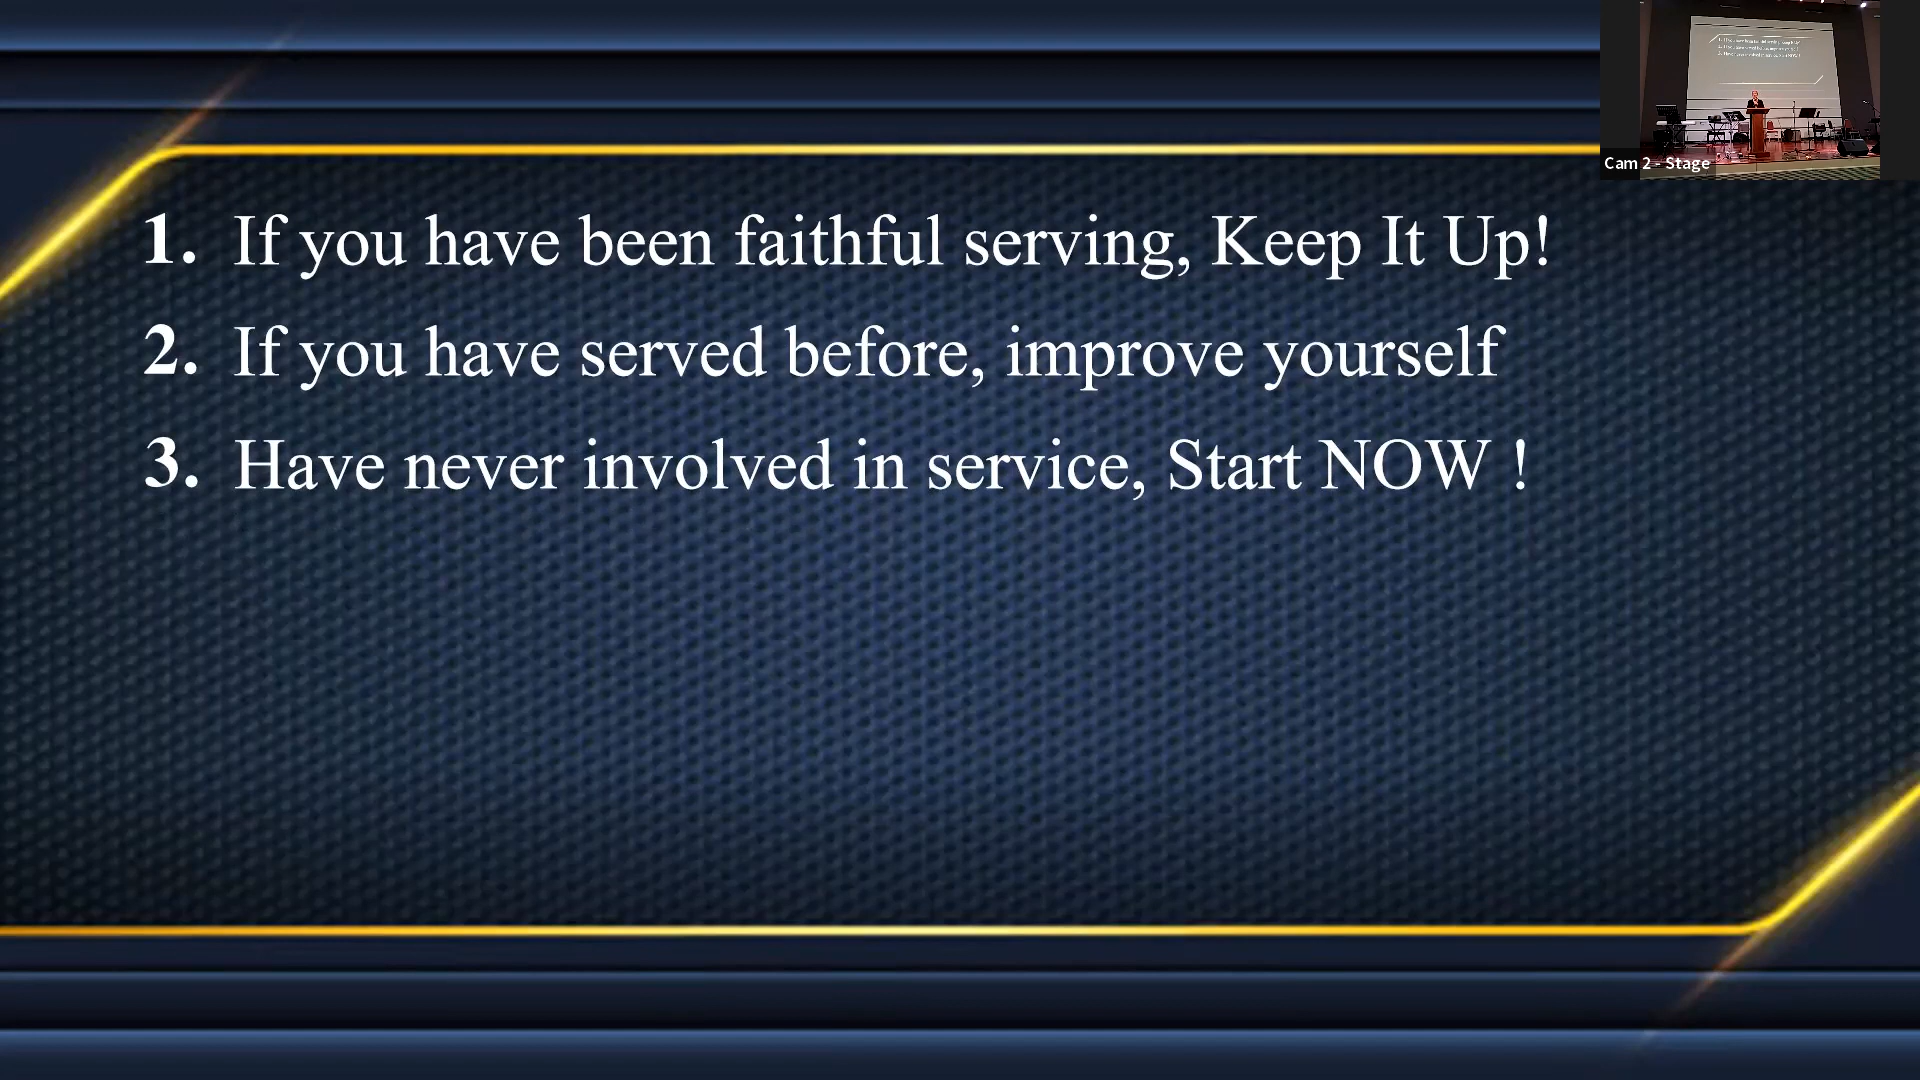 1. If you have been faithful serving, Keep It Up!
2. If you have served before, improve yourself
3. Have never involved in service, Start NOW !
Cam 2 - Stage